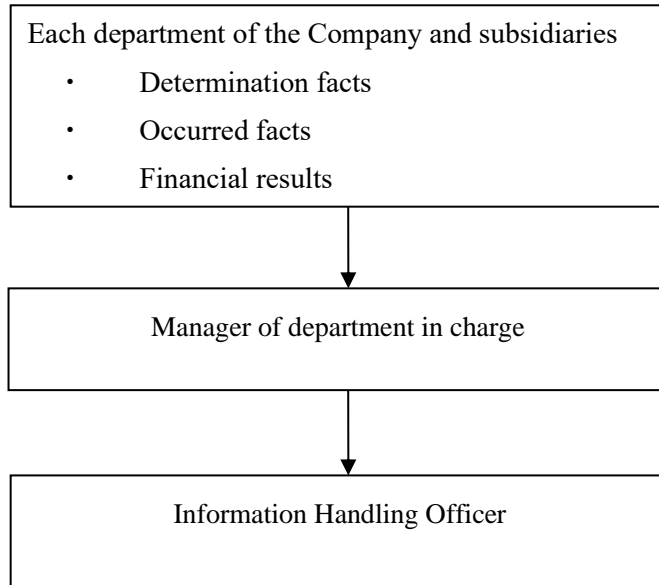 Each department of the Company and subsidiaries
・ Determination facts
・ Occurred facts
・ Financial results
Manager of department in charge
Information Handling Officer